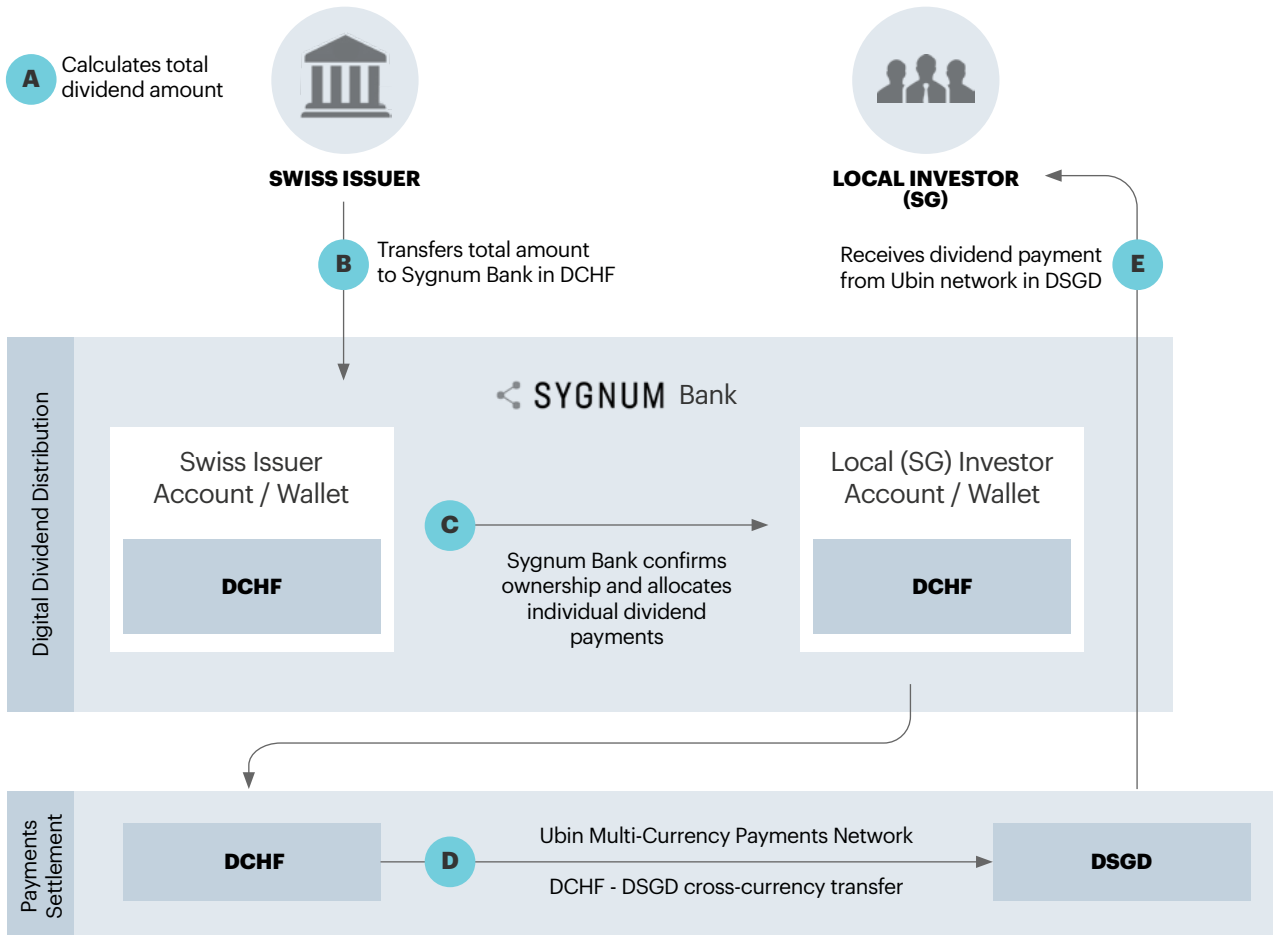 A
Calculates total
dividend amount
SWISS ISSUER
LOCAL INVESTOR
(SG)
B
Transfers total amount
to Sygnum Bank in DCHF
Receives dividend payment
from Ubin network in DSGD
E
Digital Dividend Distribution
SYGNUM Bank
Swiss Issuer
Account / Wallet
DCHF
C
Sygnum Bank confirms
ownership and allocates
individual dividend
payments
Local (SG) Investor
Account / Wallet
DCHF
Payments
Settlement
DCHF
D
Ubin Multi-Currency Payments Network
DCHF - DSGD cross-currency transfer
DSGD